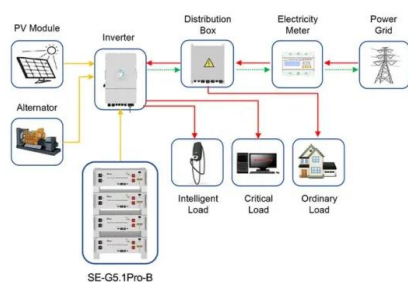 PV Module
Inverter
Distribution
Box
Electricity
Meter
Power
Grid
Alternator
Intelligent
Load
Critical
Load
Ordinary
Load
SE-G5.1Pro-B